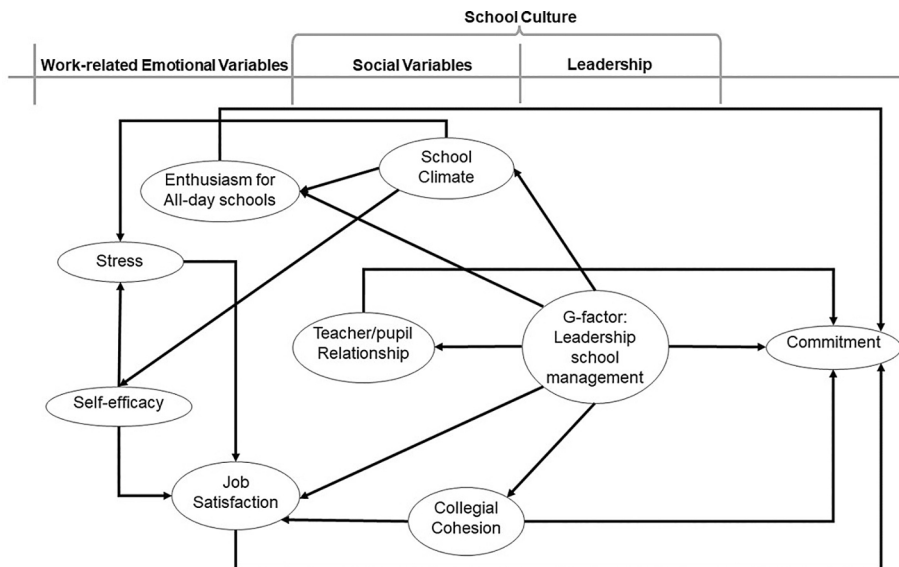 School Culture
Work-related Emotional Variables
Social Variables
Leadership
School
Climate
Enthusiasm for
All-day schools
Stress
Teacher/pupil
Relationship
G-factor:
Leadership
school
management
Commitment
Self-efficacy
Job
Satisfaction
Collegial
Cohesion